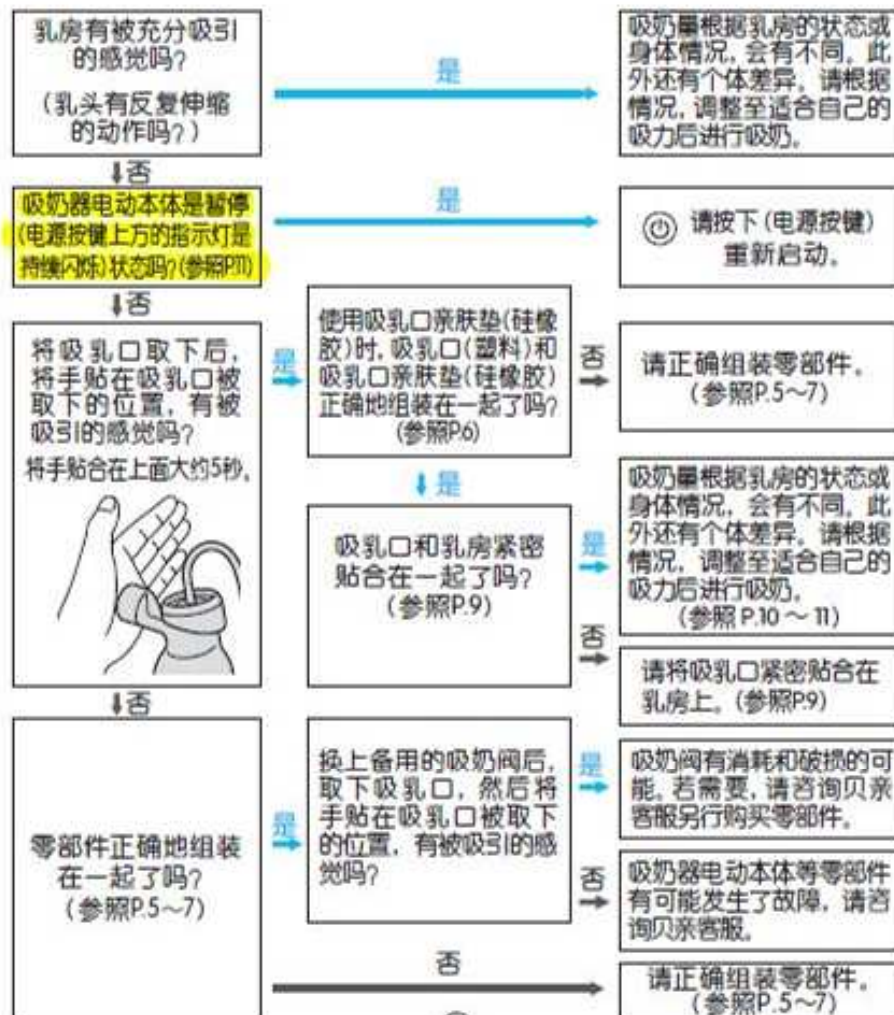 乳房有被充分吸引
的感觉吗?
(乳头有反复伸缩
的动作吗?)
是
吸奶量根据乳房的状态或
身体情况，会有不同。此
外还有个体差异。请根据
情况，调整至适合自己的
吸力后进行吸奶。
否
吸奶器电动本体是暂停
(电源按键上方的指示灯是
持续闪烁)状态吗?(参照P.11)
是
请按下(电源按键)
重新启动。
否
将吸乳口取下后，
将手贴在吸乳口被
取下的位置，有被
吸引的感觉吗?
将手贴合在上面大约5秒。
是
使用吸乳口亲肤垫(硅橡
胶)时，吸乳口(塑料)和
吸乳口亲肤垫(硅橡胶)
正确地组装在一起了吗?
(参照P.6)
否
请正确组装零部件。
(参照P.5～7)
是
吸乳口和乳房紧密
贴合在一起了吗?
(参照P.9)
是
吸奶量根据乳房的状态或
身体情况，会有不同。此
外还有个体差异。请根据
情况，调整至适合自己的
吸力后进行吸奶。
(参照 P.10～11)
否
请将吸乳口紧密贴合在
乳房上。(参照P.9)
否
零部件正确地组装
在一起了吗?
(参照P.5～7)
是
换上备用的吸奶阀后，
取下吸乳口，然后将
手贴在吸乳口被取下
的位置，有被吸引的感
觉吗?
是
吸奶阀有消耗和破损的可
能。若需要，请咨询贝亲
客服另行购买零部件。
否
吸奶器电动本体等零部件
有可能发生了故障，请咨
询贝亲客服。
否
请正确组装零部件。
(参照P.5～7)